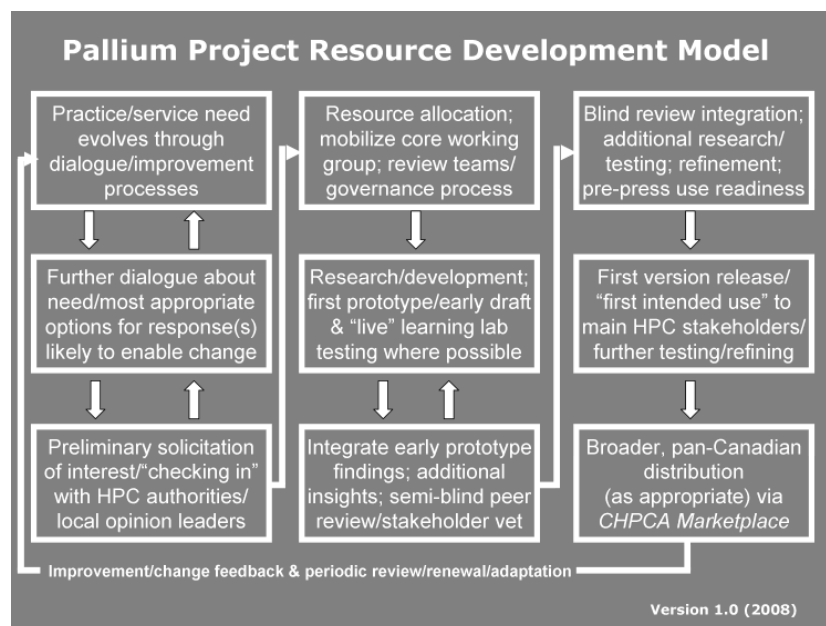 Pallium Project Resource Development Model
Practice/service need
evolves through
dialogue/improvement
processes
Further dialogue about
need/most appropriate
options for response(s)
likely to enable change
Preliminary solicitation
of interest/“checking in”
with HPC authorities/
local opinion leaders
Resource allocation;
mobilize core working
group; review teams/
governance process
Research/development;
first prototype/early draft
& “live” learning lab
testing where possible
Integrate early prototype
findings; additional
insights; semi-blind peer
review/stakeholder vet
Blind review integration;
additional research/
testing; refinement;
pre-press use readiness
First version release/
“first intended use” to
main HPC stakeholders/
further testing/refining
Broader, pan-Canadian
distribution
(as appropriate) via
CHPCA Marketplace
Improvement/change feedback & periodic review/renewal/adaptation
Version 1.0 (2008)